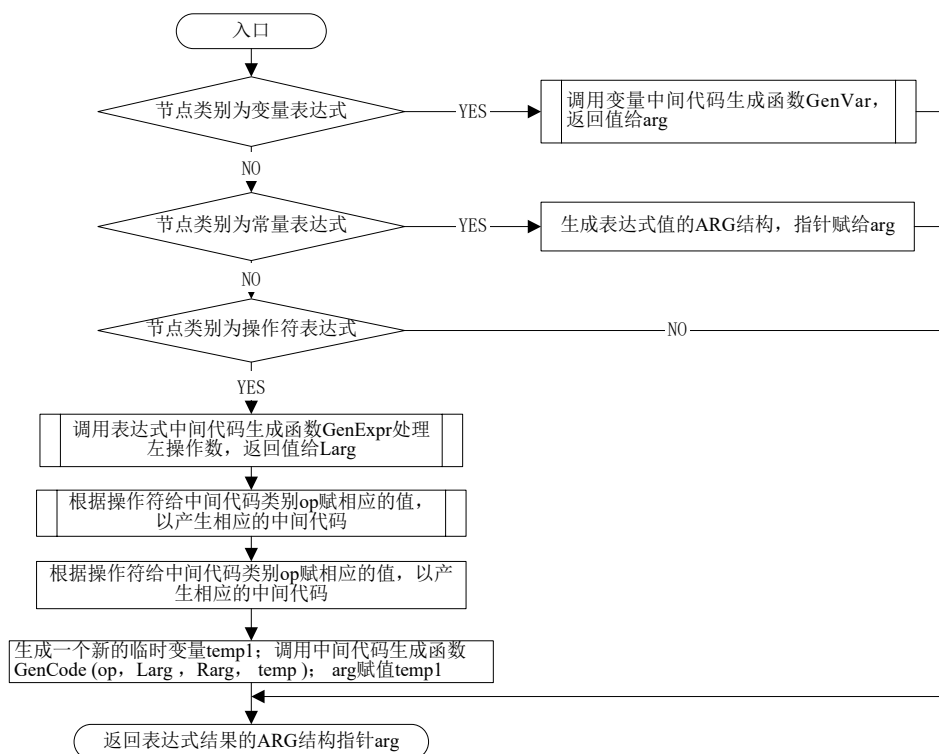 入口
节点类别为变量表达式
YES
调用变量中间代码生成函数GenVar，
返回值给arg
NO
节点类别为常量表达式
YES
生成表达式值的ARG结构，指针赋给arg
NO
节点类别为操作符表达式
NO
YES
调用表达式中间代码生成函数GenExpr处理
左操作数，返回值给Larg
根据操作符给中间代码类别op赋相应的值，
以产生相应的中间代码
根据操作符给中间代码类别op赋相应的值，以产
生相应的中间代码
生成一个新的临时变量temp1；调用中间代码生成函数
GenCode (op，Larg ，Rarg， temp )； arg赋值temp1
返回表达式结果的ARG结构指针arg